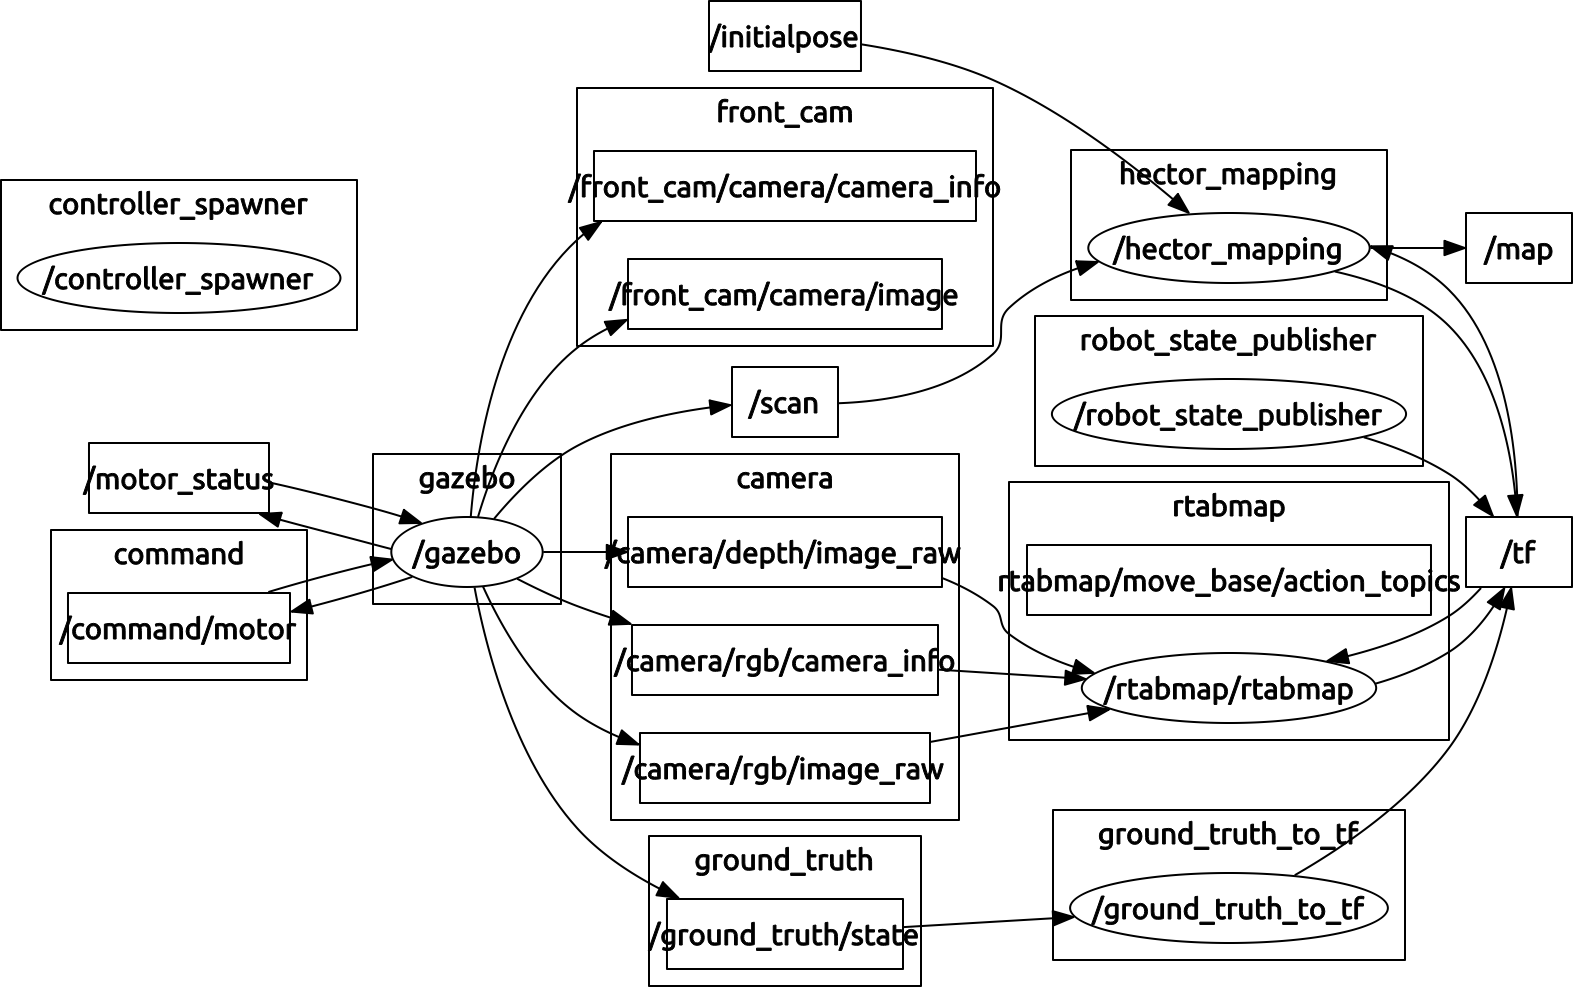 /initialpose
front_cam
/front_cam/camera/camera_info
/front_cam/camera/image
hector_mapping
/hector_mapping
/map
controller_spawner
/controller_spawner
robot_state_publisher
/robot_state_publisher
/scan
/motor_status
gazebo
/gazebo
command
/command/motor
camera
/camera/depth/image_raw
/camera/rgb/camera_info
/camera/rgb/image_raw
rtabmap
rtabmap/move_base/action_topics
/rtabmap/rtabmap
/tf
ground_truth
/ground_truth/state
ground_truth_to_tf
/ground_truth_to_tf